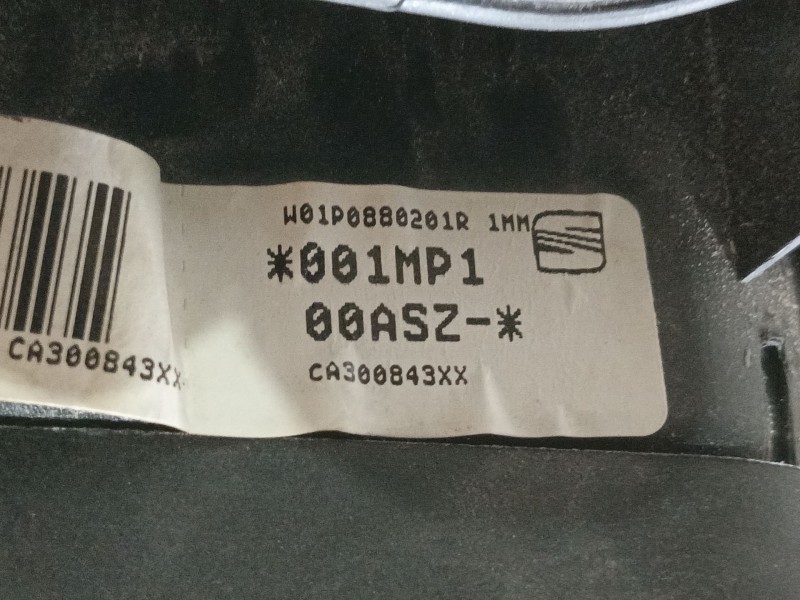 W01P0880201R 1MM
*001MP1
00ASZ-*
CA300843XX
CA300843XX